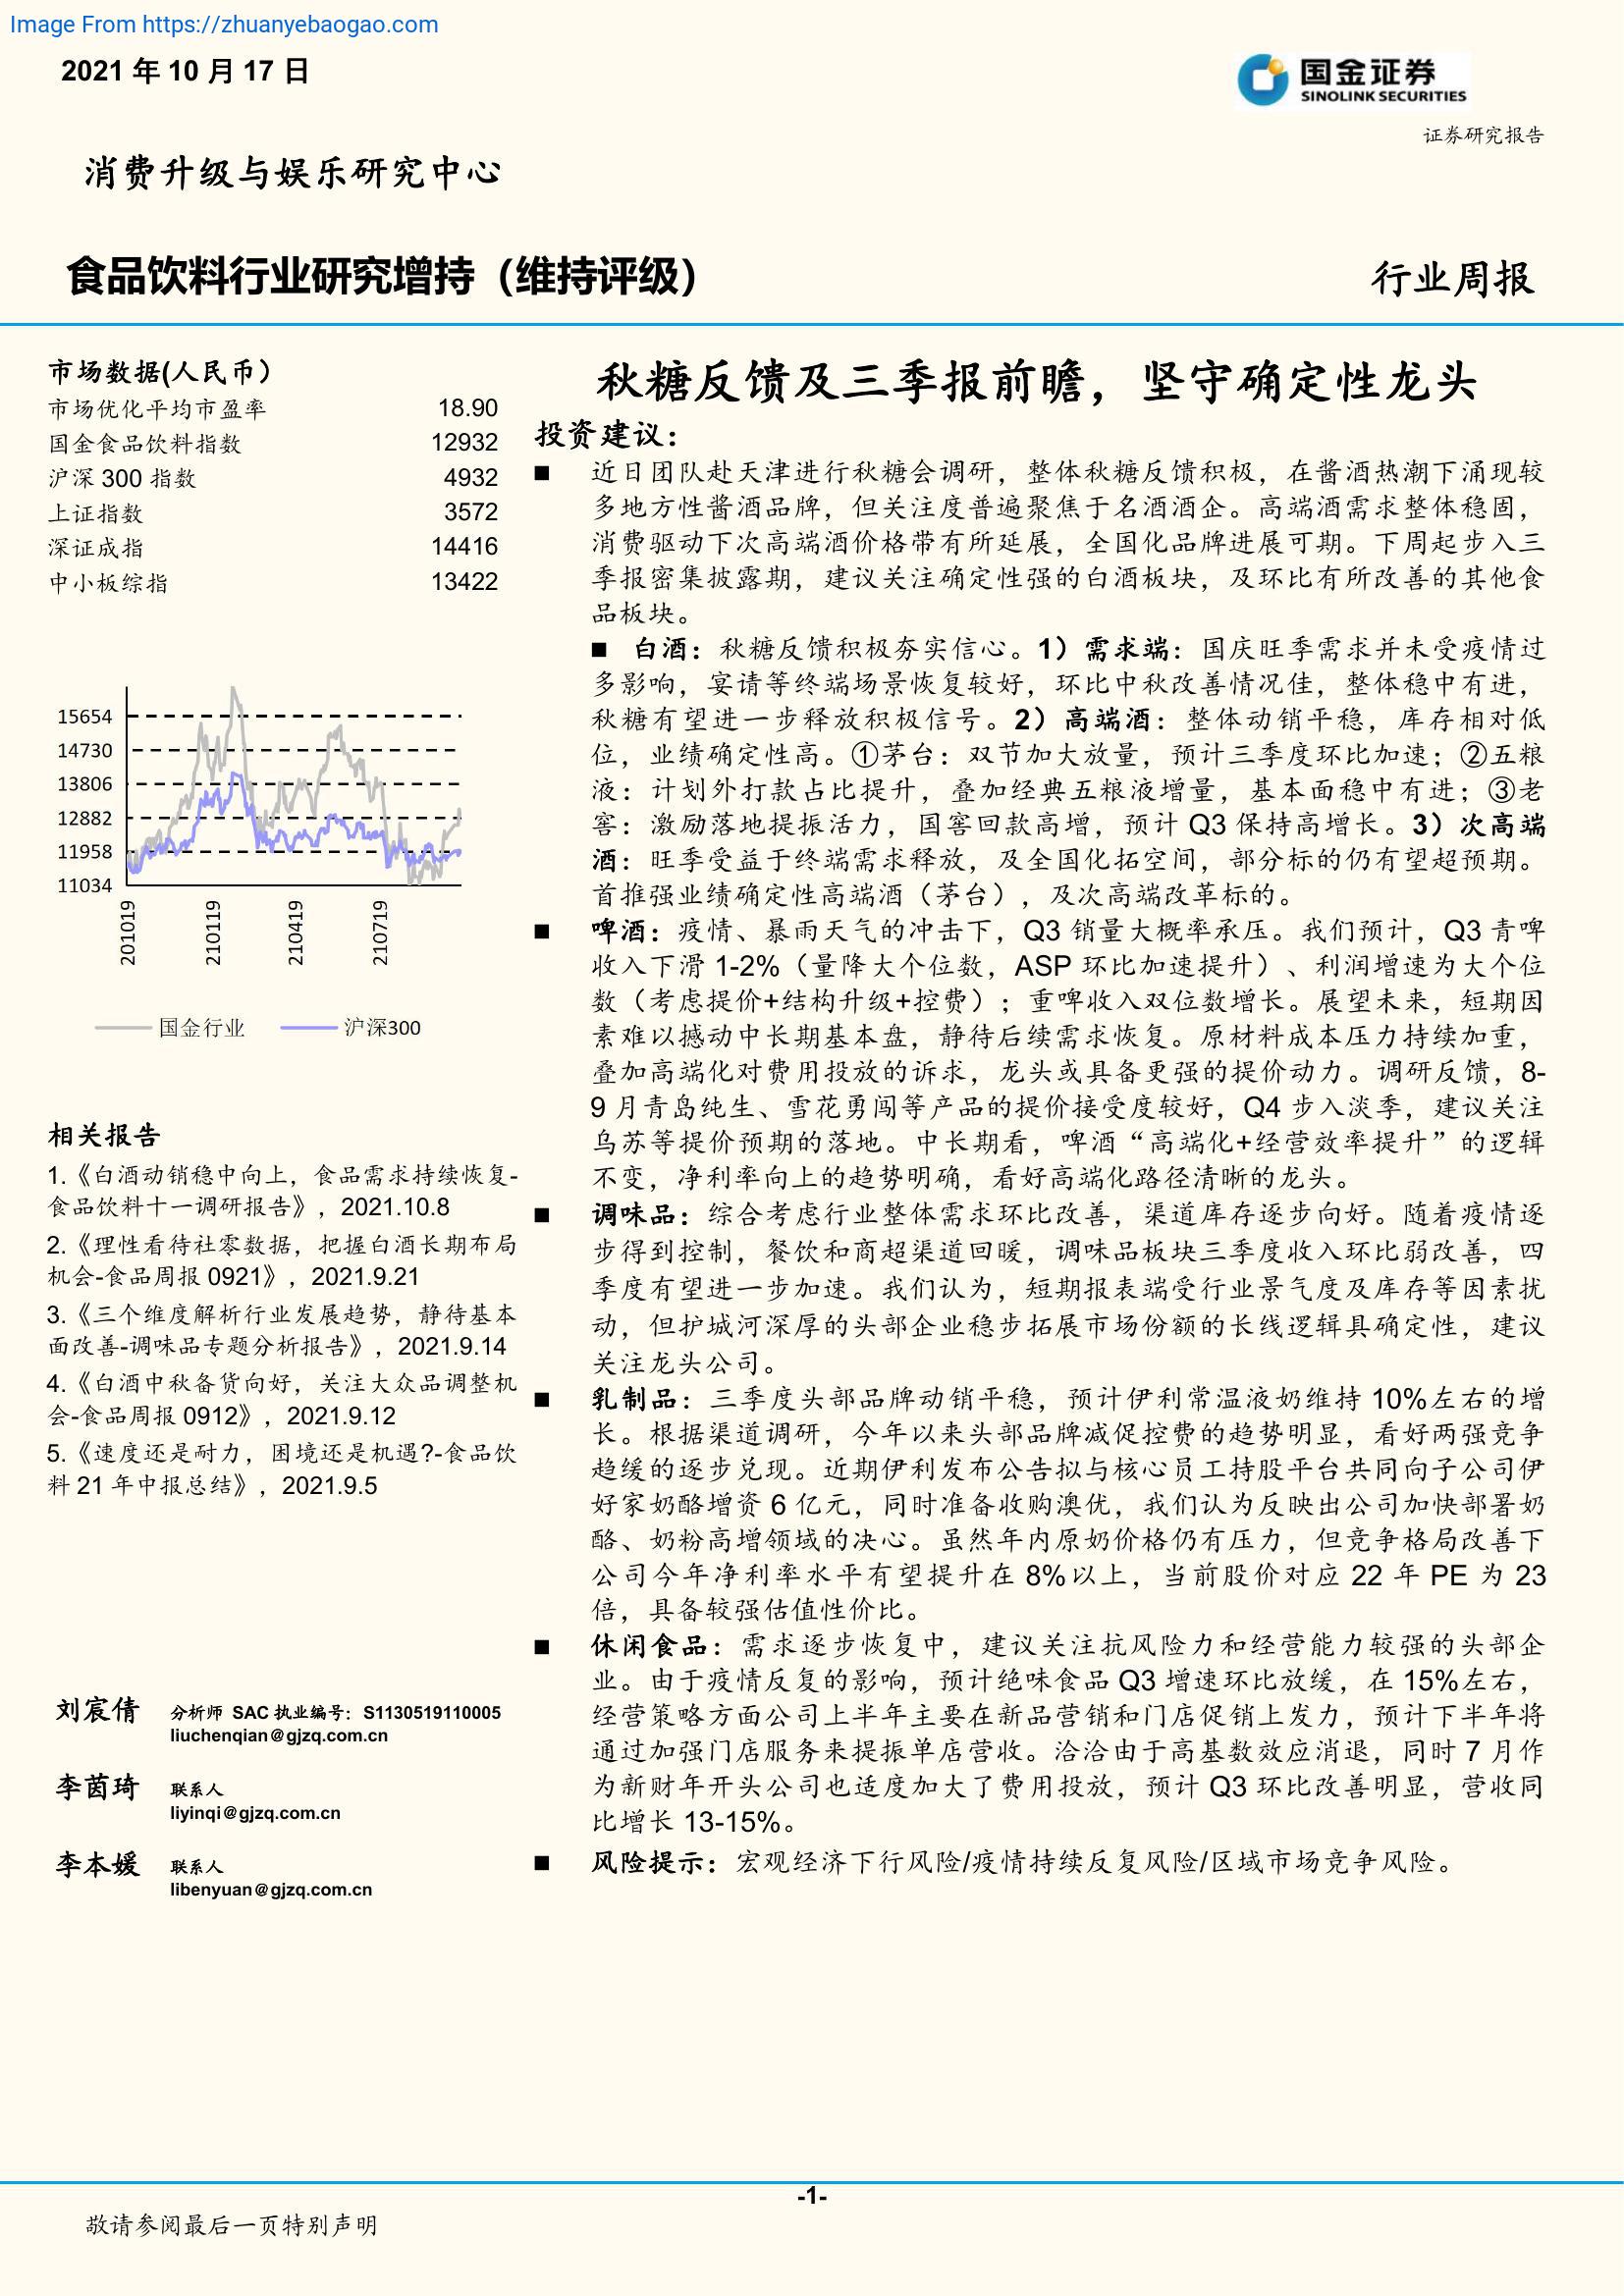 Image From https://zhuanyebaogao.com
2021 年 10 月 17 日
国金证券
SINOLINK SECURITIES
证券研究报告
消费升级与娱乐研究中心
食品饮料行业研究增持（维持评级）
行业周报
市场数据(人民币）
市场优化平均市盈率 18.90
国金食品饮料指数 12932
沪深 300 指数 4932
上证指数 3572
深证成指 14416
中小板综指 13422
15654
14730
13806
12882
11958
11034
201019
210119
210419
210719
国金行业
沪深300
相关报告
1.《白酒动销稳中向上，食品需求持续恢复-
食品饮料十一调研报告》，2021.10.8
2.《理性看待社零数据，把握白酒长期布局
机会-食品周报 0921》，2021.9.21
3.《三个维度解析行业发展趋势，静待基本
面改善-调味品专题分析报告》，2021.9.14
4.《白酒中秋备货向好，关注大众品调整机
会-食品周报 0912》，2021.9.12
5.《速度还是耐力，困境还是机遇?-食品饮
料 21 年中报总结》，2021.9.5
刘宸倩 分析师 SAC 执业编号：S1130519110005
liuchenqian@gjzq.com.cn
李茵琦 联系人
liyinqi@gjzq.com.cn
李本媛 联系人
libenyuan@gjzq.com.cn
秋糖反馈及三季报前瞻，坚守确定性龙头
投资建议：
■ 近日团队赴天津进行秋糖会调研，整体秋糖反馈积极，在酱酒热潮下涌现较
多地方性酱酒品牌，但关注度普遍聚焦于名酒酒企。高端酒需求整体稳固，
消费驱动下次高端酒价格带有所延展，全国化品牌进展可期。下周起步入三
季报密集披露期，建议关注确定性强的白酒板块，及环比有所改善的其他食
品板块。
■ 白酒：秋糖反馈积极夯实信心。1）需求端：国庆旺季需求并未受疫情过
多影响，宴请等终端场景恢复较好，环比中秋改善情况佳，整体稳中有进，
秋糖有望进一步释放积极信号。2）高端酒：整体动销平稳，库存相对低
位，业绩确定性高。①茅台：双节加大放量，预计三季度环比加速；②五粮
液：计划外打款占比提升，叠加经典五粮液增量，基本面稳中有进；③老
窖：激励落地提振活力，国窖回款高增，预计 Q3 保持高增长。3）次高端
酒：旺季受益于终端需求释放，及全国化拓空间，部分标的仍有望超预期。
首推强业绩确定性高端酒（茅台），及次高端改革标的。
■ 啤酒：疫情、暴雨天气的冲击下，Q3 销量大概率承压。我们预计，Q3 青啤
收入下滑 1-2%（量降大个位数，ASP 环比加速提升）、利润增速为大个位
数（考虑提价+结构升级+控费）；重啤收入双位数增长。展望未来，短期因
素难以撼动中长期基本盘，静待后续需求恢复。原材料成本压力持续加重，
叠加高端化对费用投放的诉求，龙头或具备更强的提价动力。调研反馈，8-
9 月青岛纯生、雪花勇闯等产品的提价接受度较好，Q4 步入淡季，建议关注
乌苏等提价预期的落地。中长期看，啤酒“高端化+经营效率提升”的逻辑
不变，净利率向上的趋势明确，看好高端化路径清晰的龙头。
■ 调味品：综合考虑行业整体需求环比改善，渠道库存逐步向好。随着疫情逐
步得到控制，餐饮和商超渠道回暖，调味品板块三季度收入环比弱改善，四
季度有望进一步加速。我们认为，短期报表端受行业景气度及库存等因素扰
动，但护城河深厚的头部企业稳步拓展市场份额的长线逻辑具确定性，建议
关注龙头公司。
■ 乳制品：三季度头部品牌动销平稳，预计伊利常温液奶维持 10%左右的增
长。根据渠道调研，今年以来头部品牌减促控费的趋势明显，看好两强竞争
趋缓的逐步兑现。近期伊利发布公告拟与核心员工持股平台共同向子公司伊
好家奶酪增资 6 亿元，同时准备收购澳优，我们认为反映出公司加快部署奶
酪、奶粉高增领域的决心。虽然年内原奶价格仍有压力，但竞争格局改善下
公司今年净利率水平有望提升在 8%以上，当前股价对应 22 年 PE 为 23
倍，具备较强估值性价比。
■ 休闲食品：需求逐步恢复中，建议关注抗风险力和经营能力较强的头部企
业。由于疫情反复的影响，预计绝味食品 Q3 增速环比放缓，在 15%左右，
经营策略方面公司上半年主要在新品营销和门店促销上发力，预计下半年将
通过加强门店服务来提振单店营收。洽洽由于高基数效应消退，同时 7 月作
为新财年开头公司也适度加大了费用投放，预计 Q3 环比改善明显，营收同
比增长 13-15%。
■ 风险提示：宏观经济下行风险/疫情持续反复风险/区域市场竞争风险。
-1-
敬请参阅最后一页特别声明